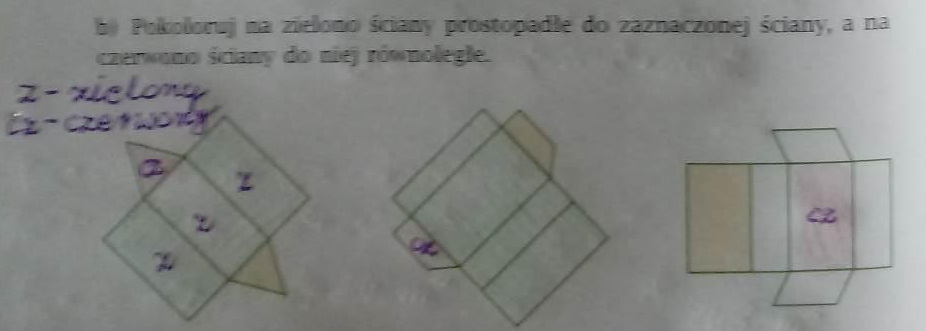 b) Pokoloruj na zielono ściany prostopadłe do zaznaczonej ściany, a na
czerwono ściany do niej równoległe.
z - zielony
cz - czerwony
cz
z
z
z
cz
cz